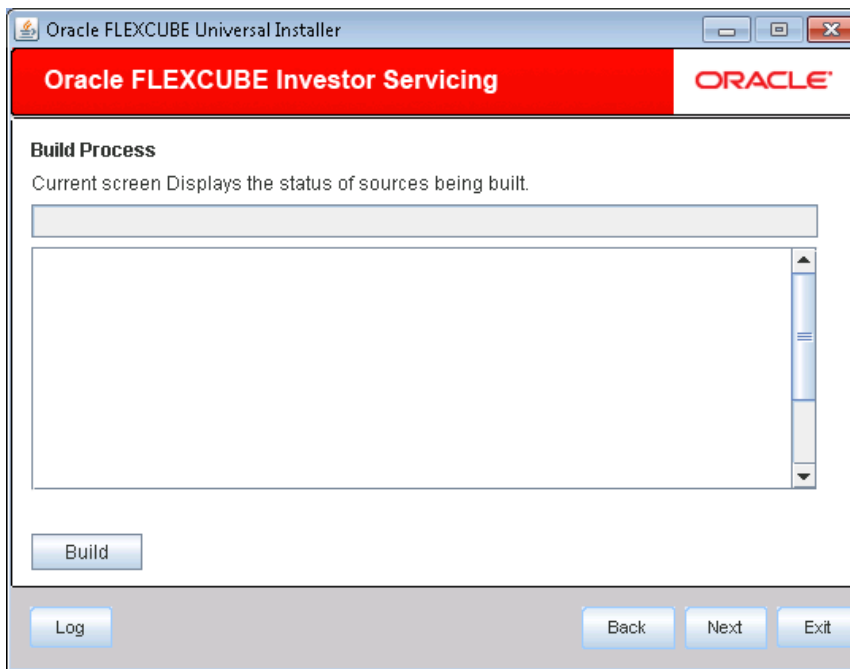 Oracle FLEXCUBE Universal Installer
Oracle FLEXCUBE Investor Servicing
ORACLE
Build Process
Current screen Displays the status of sources being built.
Build
Log
Back
Next
Exit